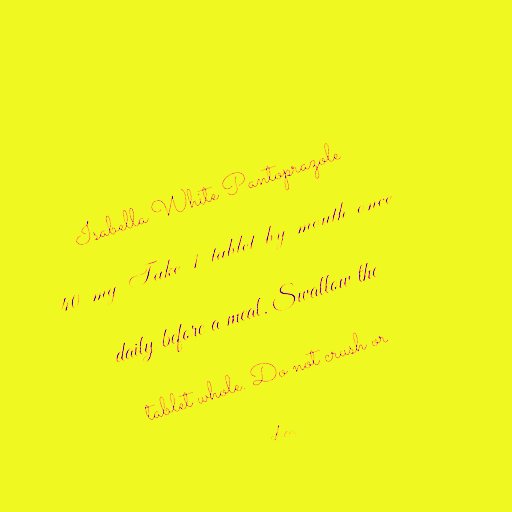 Isabella White Pantoprazole
40 mg Take 1 tablet by mouth once
daily before a meal. Swallow the
tablet whole. Do not crush or